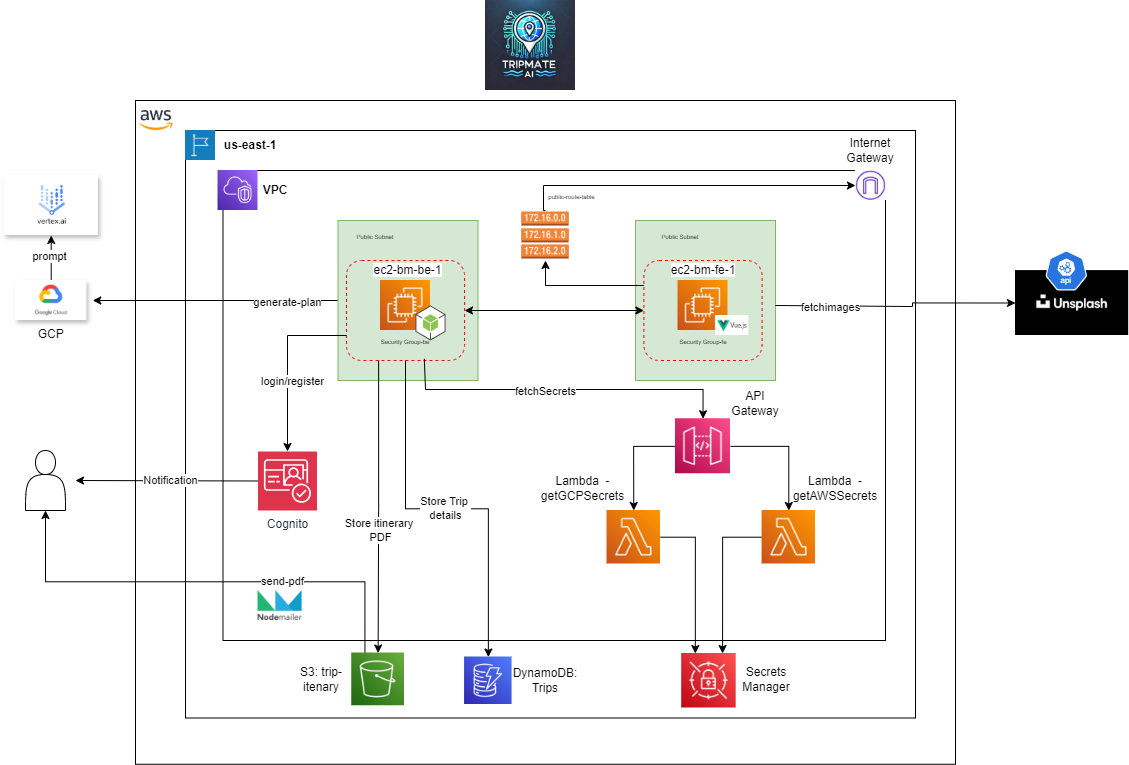 TRIPMATE
AI
aws
us-east-1
Internet
Gateway
VPC
public-route-table
172.16.0.0
172.16.1.0
172.16.2.0
Public Subnet
ec2-bm-be-1
Security Group-be
Public Subnet
ec2-bm-fe-1
Vue.js
Security Group-fe
vertex.ai
prompt
Google Cloud
GCP
generate-plan
fetchimages
api
Unsplash
login/register
fetchSecrets
API
Gateway
Lambda -
getGCPSecrets
Lambda -
getAWSSecrets
Notification
Cognito
Store Trip
details
Store itinerary
PDF
send-pdf
Nodemailer
S3: trip-
itenary
DynamoDB:
Trips
Secrets
Manager